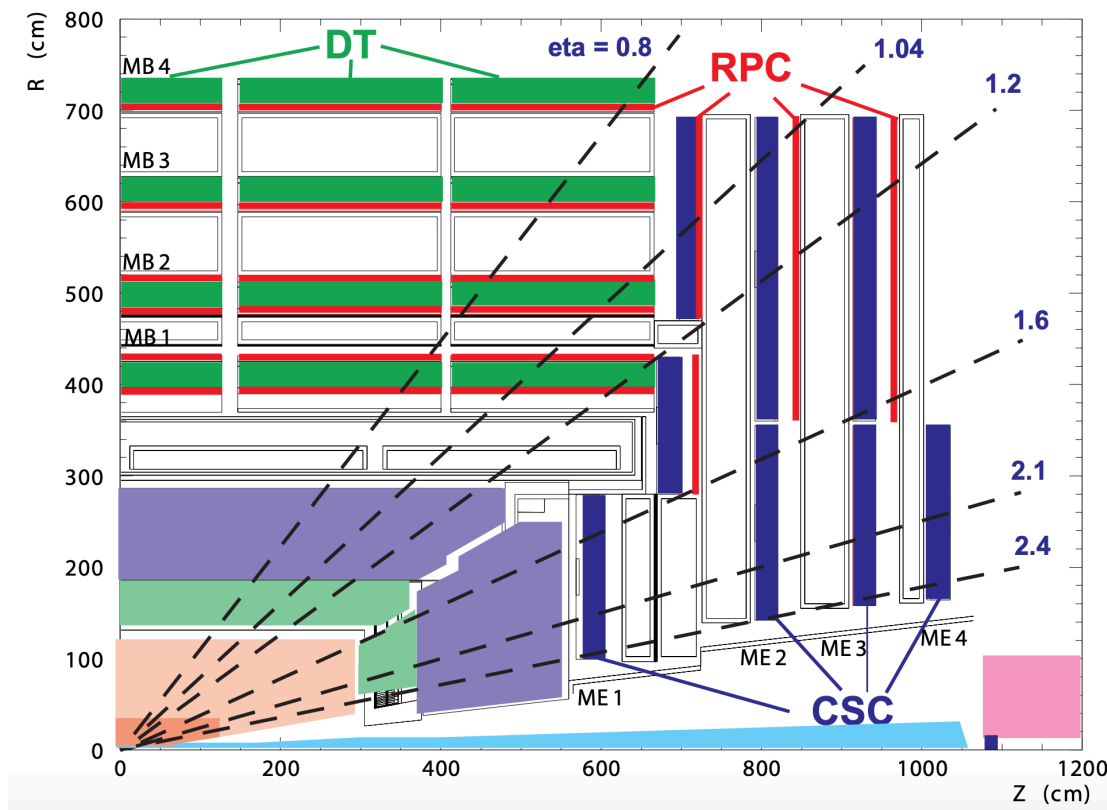 800
R (cm)
DT
eta = 0.8
1.04
1.2
MB 4
RPC
700
MB 3
600
MB 2
500
MB 1
400
1.6
300
2.1
2.4
200
100
ME 1
ME 2
ME 3
ME 4
CSC
0
0
200
400
600
800
1000
1200
Z (cm)